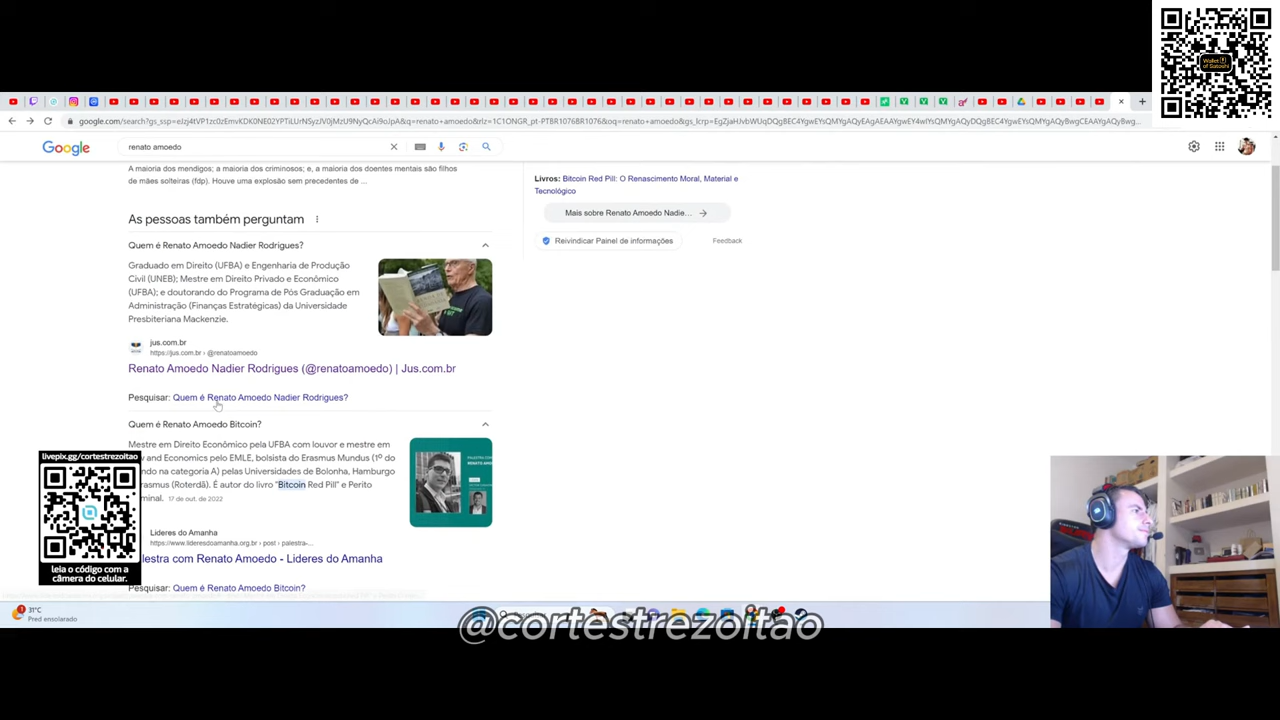 Wallet
of Satoshi
google.com/search?gs_ssp=eJzj4tVP1zc0zEmvKDK0NE02YPTiLUrNSyzJV0jMzU9NyQcAi9oJpA&q=renato+amoedo&rlz=1C1ONGR_pt-PTBR1076BR1076&oq=renato+amoedo&gs_lcrp=
Google
renato amoedo
A maioria dos mendigos; a maioria dos criminosos; e, a maioria dos doentes mentais são filhos
de mães solteiras (fdp). Houve uma explosão sem precedentes de ...
Livros: Bitcoin Red Pill: O Renascimento Moral, Material e
Tecnológico
Mais sobre Renato Amoedo Nadie...
Reivindicar Painel de informações
Feedback
As pessoas também perguntam
Quem é Renato Amoedo Nadier Rodrigues?
Graduado em Direito (UFBA) e Engenharia de Produção
Civil (UNEB); Mestre em Direito Privado e Econômico
(UFBA); e doutorando do Programa de Pós Graduação em
Administração (Finanças Estratégicas) da Universidade
Presbiteriana Mackenzie.
jus.com.br
https://jus.com.br › @renatoamoedo
Renato Amoedo Nadier Rodrigues (@renatoamoedo) | Jus.com.br
Pesquisar: Quem é Renato Amoedo Nadier Rodrigues?
Quem é Renato Amoedo Bitcoin?
Mestre em Direito Econômico pela UFBA com louvor e mestre em
and Economics pelo EMLE, bolsista do Erasmus Mundus (1º do
na categoria A) pelas Universidades de Bolonha, Hamburgo
(Roterdã). É autor do livro "Bitcoin Red Pill" e Perito
17 de out. de 2022
Lideres do Amanha
https://www.lideresdoamanha.org.br › post › palestra-...
com Renato Amoedo - Lideres do Amanha
Pesquisar: Quem é Renato Amoedo Bitcoin?
livepix.gg/cortestrezoitao
leia o código com a
câmera do celular.
31°C
Pred ensolarado
@cortestrezoitao